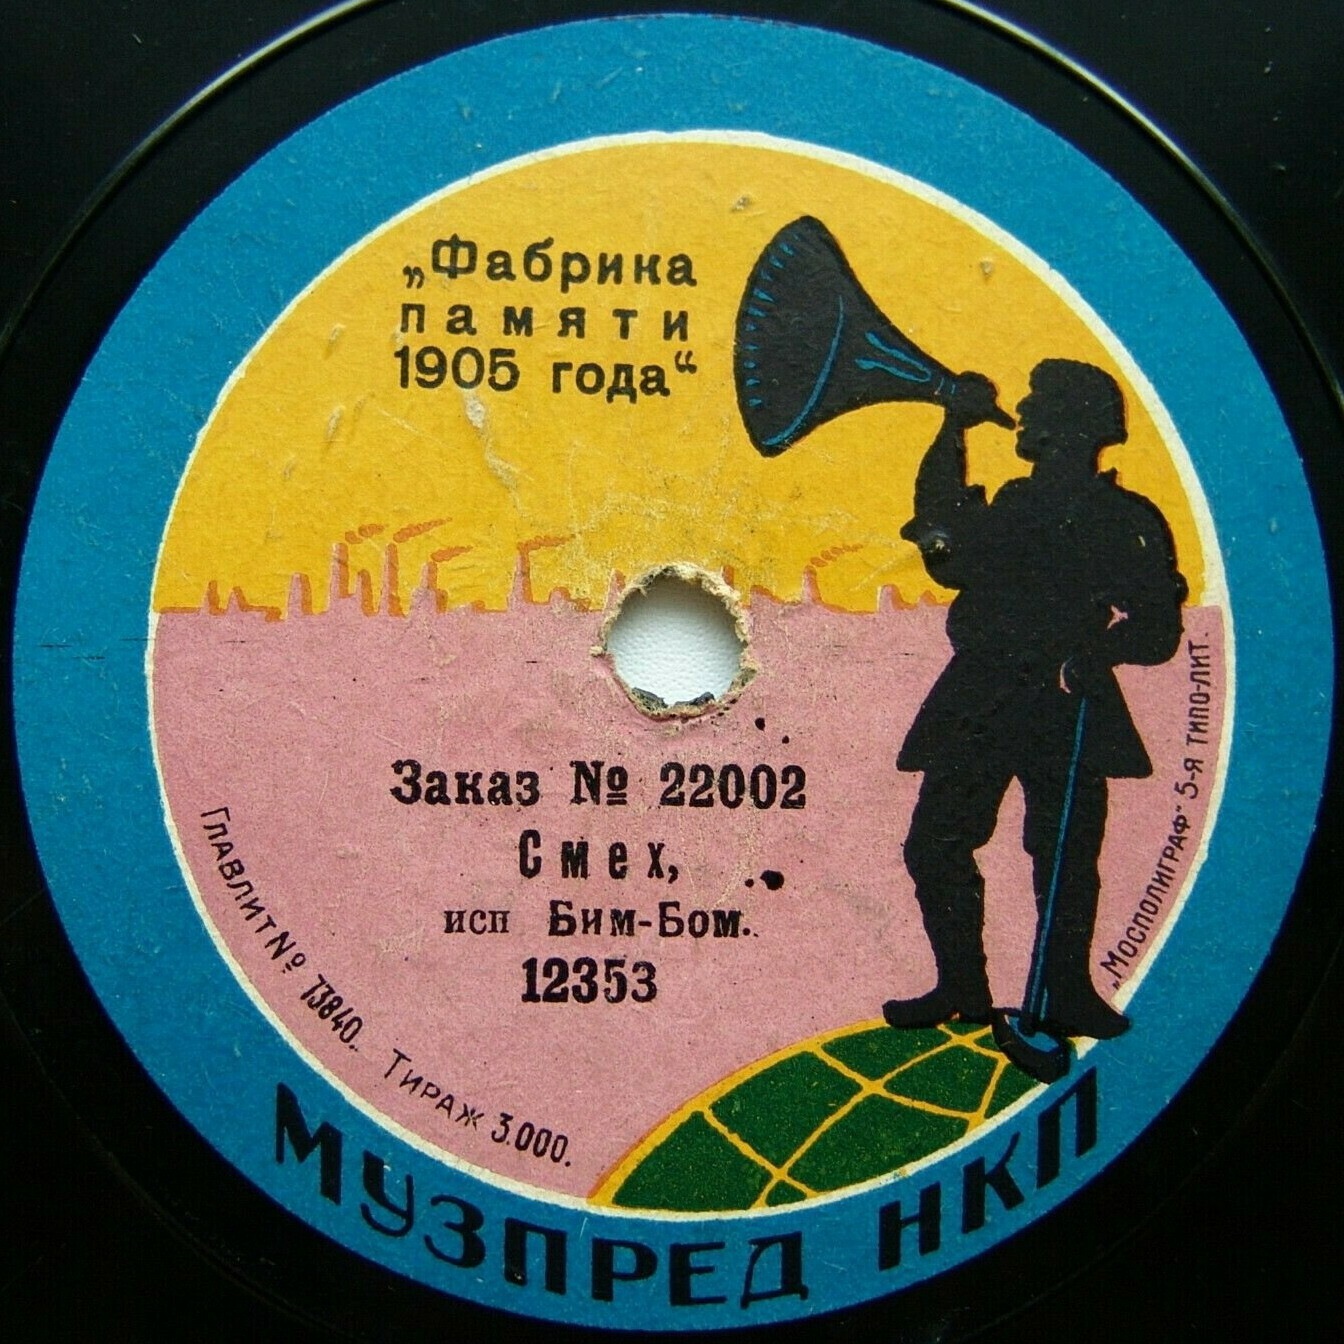 „Фабрика
памяти
1905 года“
Заказ № 22002
Смех,
исп Бим-Бом.
12353
Главлит № 73840. Тираж 3.000.
„Мосполиграф“ 5-я типо-лит.
МУЗПРЕД НКП